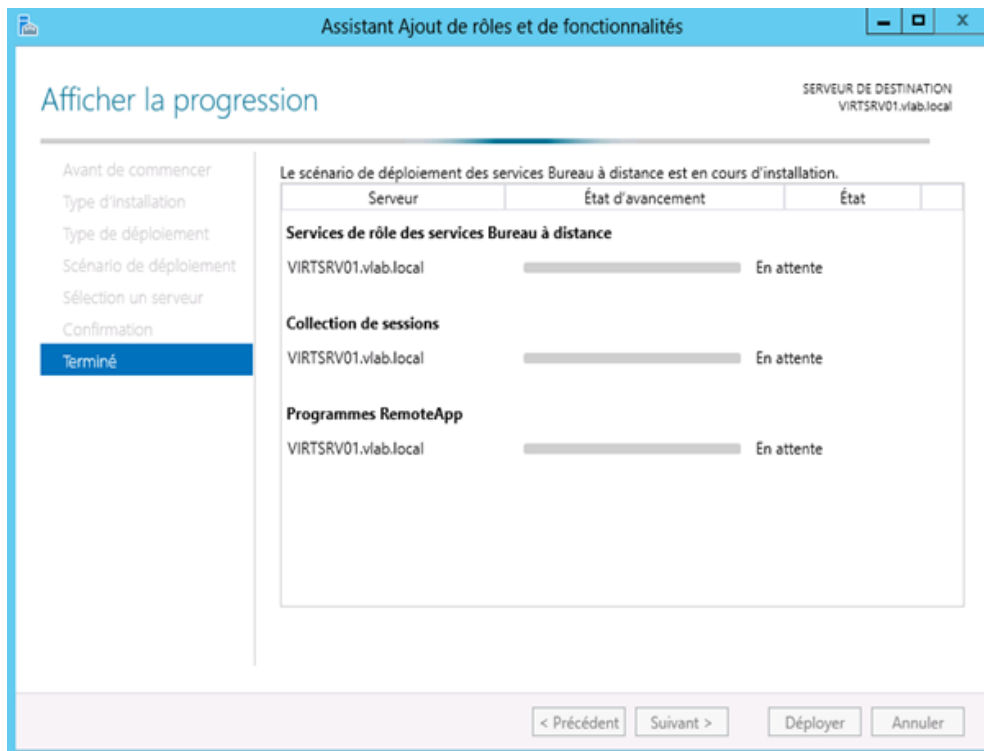 Assistant Ajout de rôles et de fonctionnalités
Afficher la progression
SERVEUR DE DESTINATION
VIRTSRV01.vlab.local
Avant de commencer
Type d'installation
Type de déploiement
Scénario de déploiement
Sélection un serveur
Confirmation
Terminé
Le scénario de déploiement des services Bureau à distance est en cours d'installation.
Serveur État d'avancement État
Services de rôle des services Bureau à distance
VIRTSRV01.vlab.local En attente
Collection de sessions
VIRTSRV01.vlab.local En attente
Programmes RemoteApp
VIRTSRV01.vlab.local En attente
< Précédent Suivant > Déployer Annuler